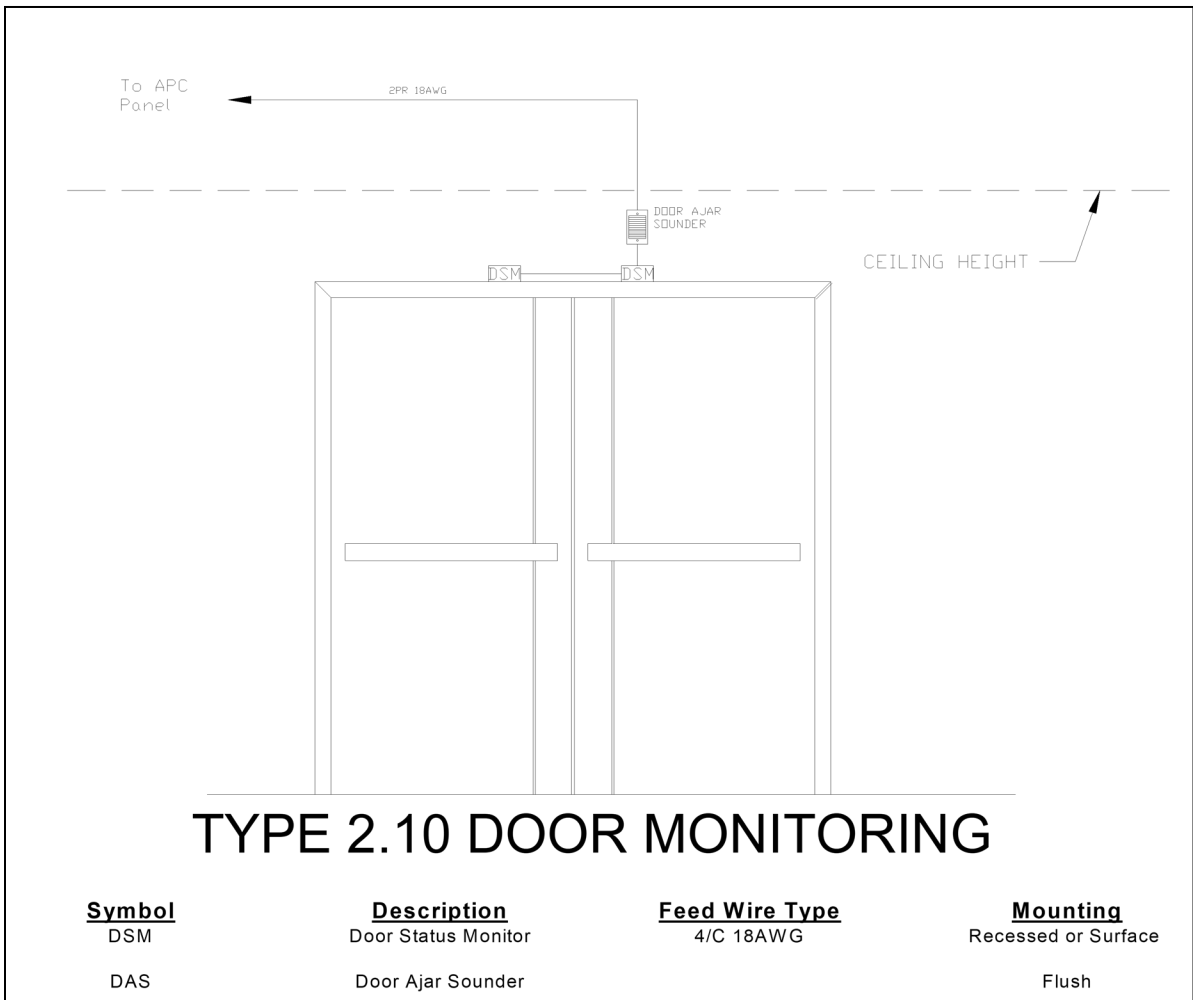 To APC
Panel
2PR 18AWG
DOOR AJAR
SOUNDER
CEILING HEIGHT
DSM DSM
TYPE 2.10 DOOR MONITORING
Symbol Description Feed Wire Type Mounting
DSM Door Status Monitor 4/C 18AWG Recessed or Surface
DAS Door Ajar Sounder Flush